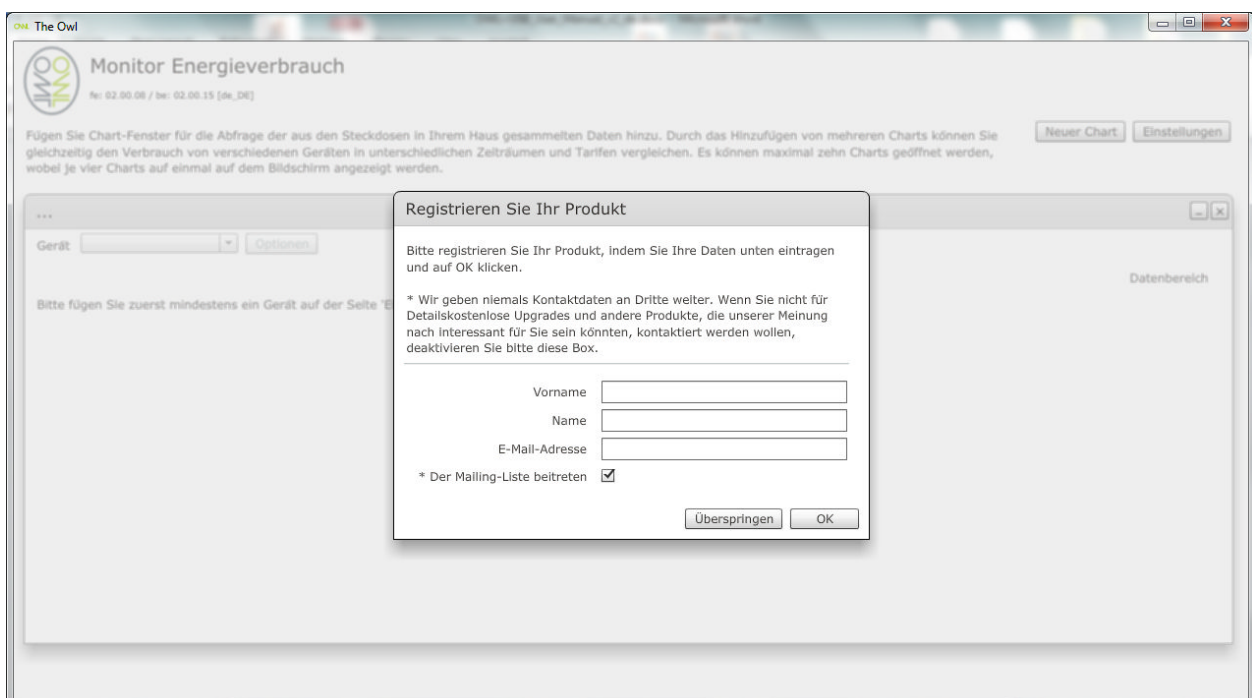 The Owl
Monitor Energieverbrauch
fe: 02.00.08 / be: 02.00.15 [de_DE]
Fügen Sie Chart-Fenster für die Abfrage der aus den Steckdosen in Ihrem Haus gesammelten Daten hinzu. Durch das Hinzufügen von mehreren Charts können Sie
gleichzeitig den Verbrauch von verschiedenen Geräten in unterschiedlichen Zeiträumen und Tarifen vergleichen. Es können maximal zehn Charts geöffnet werden,
wobei je vier Charts auf einmal auf dem Bildschirm angezeigt werden.
Neuer Chart
Einstellungen
...
Gerät
Optionen
Datenbereich
Bitte fügen Sie zuerst mindestens ein Gerät auf der Seite 'E
Registrieren Sie Ihr Produkt
Bitte registrieren Sie Ihr Produkt, indem Sie Ihre Daten unten eintragen
und auf OK klicken.
* Wir geben niemals Kontaktdaten an Dritte weiter. Wenn Sie nicht für
Detailskostenlose Upgrades und andere Produkte, die unserer Meinung
nach interessant für Sie sein könnten, kontaktiert werden wollen,
deaktivieren Sie bitte diese Box.
Vorname
Name
E-Mail-Adresse
* Der Mailing-Liste beitreten
Überspringen
OK